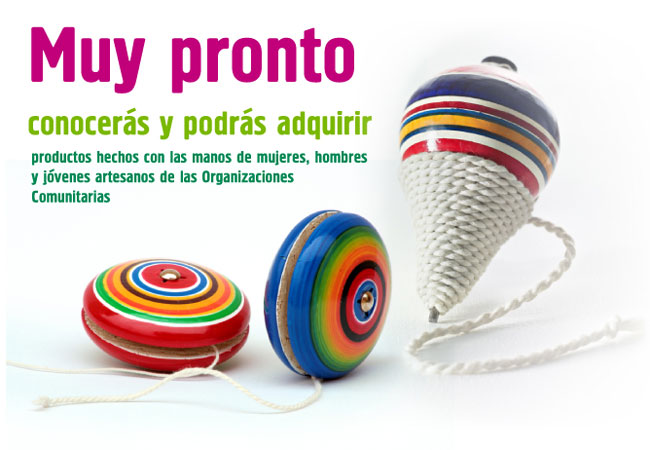 Muy pronto
conocerás y podrás adquirir
productos hechos con las manos de mujeres, hombres
y jóvenes artesanos de las Organizaciones
Comunitarias